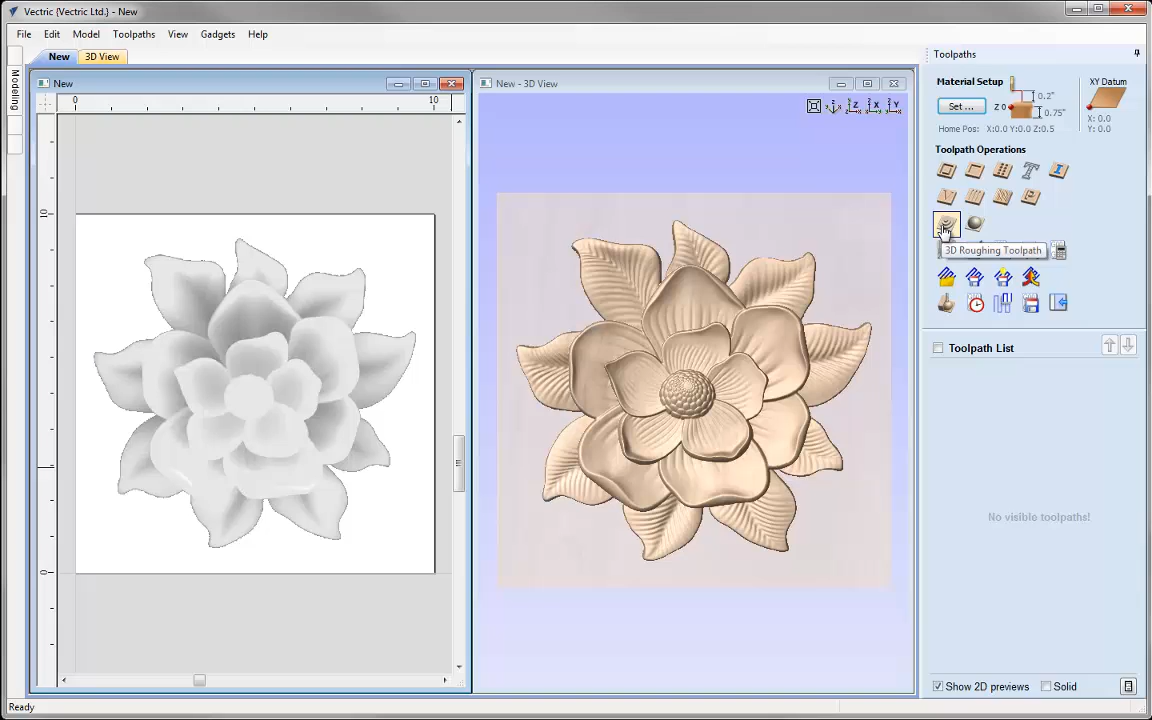 Vectric {Vectric Ltd.} - New
File Edit Model Toolpaths View Gadgets Help
New 3D View
Modeling
New
0 10
10
0
New - 3D View
Z X Y
Toolpaths
Material Setup
Set ...
Z 0
0.2"
0.75"
Home Pos: X:0.0 Y:0.0 Z:0.5
XY Datum
X: 0.0
Y: 0.0
Toolpath Operations
3D Roughing Toolpath
Toolpath List
No visible toolpaths!
Show 2D previews Solid
Ready